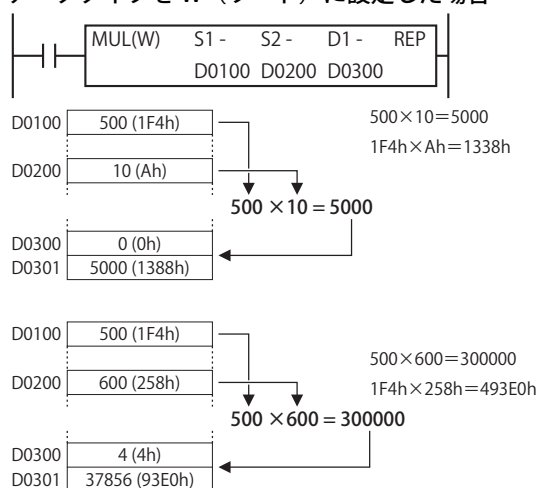 データタイプを W（ワード）に設定した場合
MUL(W) S1 - S2 - D1 - REP
D0100 D0200 D0300
D0100 500 (1F4h)
500×10＝5000
1F4h×Ah＝1338h
D0200 10 (Ah)
500 × 10 = 5000
D0300 0 (0h)
D0301 5000 (1388h)
D0100 500 (1F4h)
500×600＝300000
D0200 600 (258h)
1F4h×258h＝493E0h
500 × 600 = 300000
D0300 4 (4h)
D0301 37856 (93E0h)